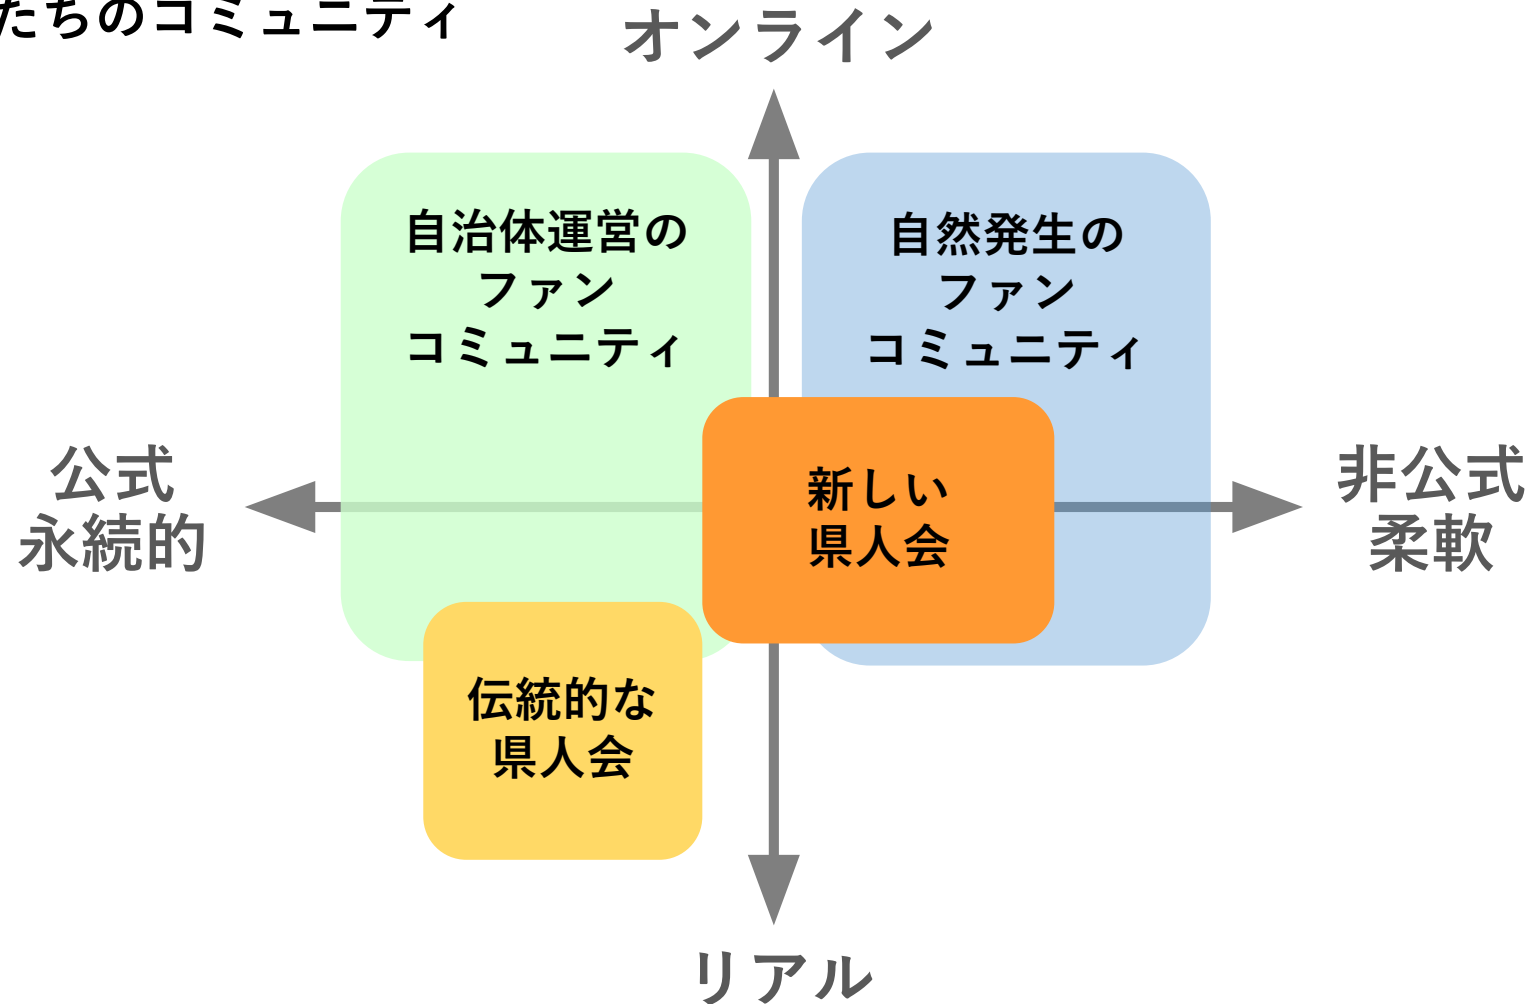 たちのコミュニティ
オンライン
自治体運営の
ファン
コミュニティ
自然発生の
ファン
コミュニティ
公式
永続的
新しい
県人会
非公式
柔軟
伝統的な
県人会
リアル